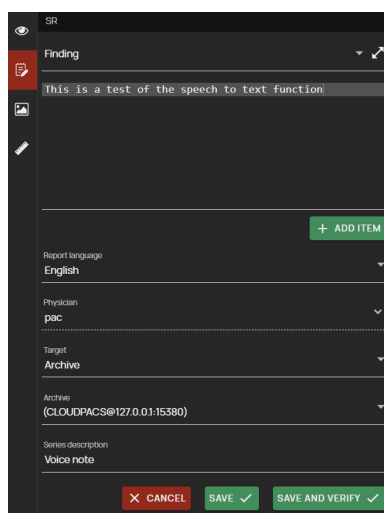 SR
Finding
This is a test of the speech to text function
+ ADD ITEM
Report language
English
Physician
pac
Target
Archive
Archive
(CLOUDPACS@127.0.0.1:15380)
Series description
Voice note
CANCEL SAVE SAVE AND VERIFY